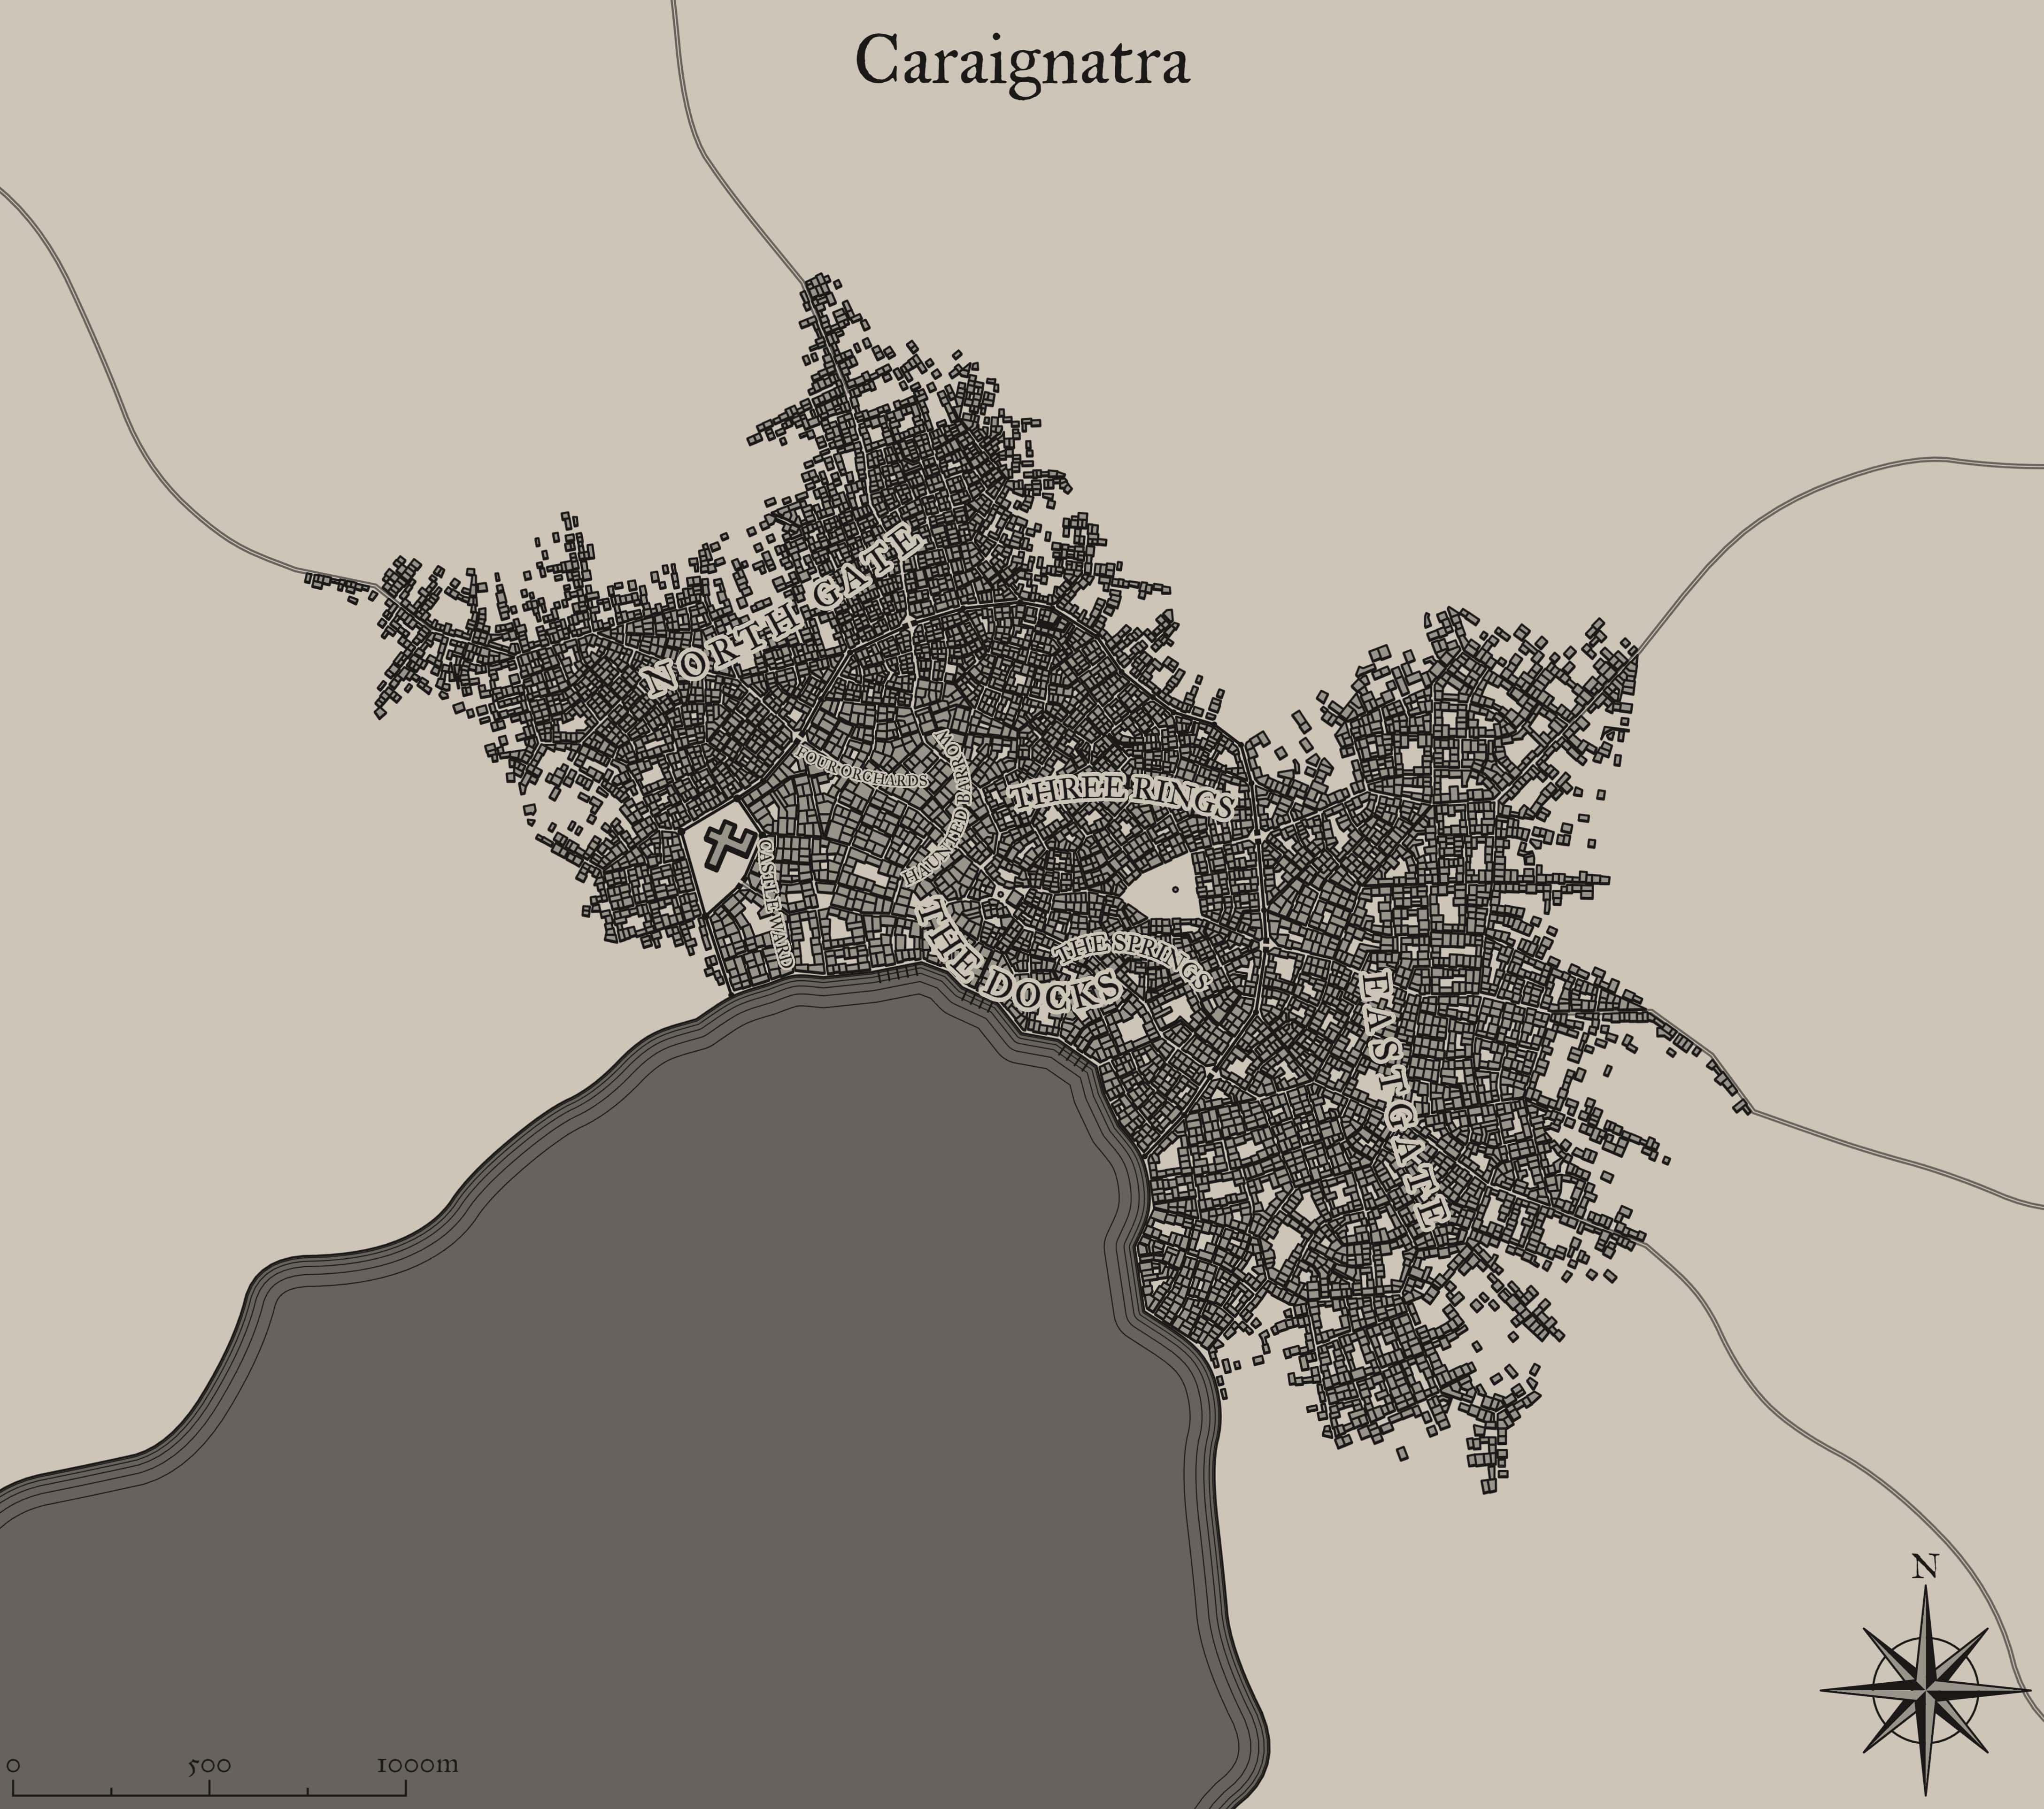 Caraignatra
NORTH GATE
FOUR ORCHARDS
HAUNTED BARROW
THREE RINGS
CASTLE WARD
THE DOCKS
THE SPRINGS
EAST GATE
N
0 500 1000m